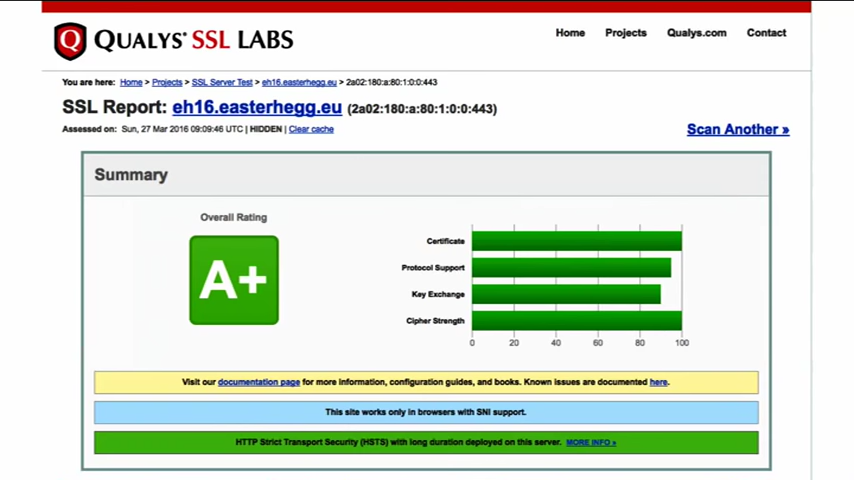 QUALYS® SSL LABS
Home Projects Qualys.com Contact
You are here: Home > Projects > SSL Server Test > eh16.easterhegg.eu > 2a02:180:a:80:1:0:0:443
SSL Report: eh16.easterhegg.eu (2a02:180:a:80:1:0:0:443)
Assessed on: Sun, 27 Mar 2016 09:09:46 UTC | HIDDEN | Clear cache
Scan Another »
Summary
Overall Rating
A+
Certificate
Protocol Support
Key Exchange
Cipher Strength
0 20 40 60 80 100
Visit our documentation page for more information, configuration guides, and books. Known issues are documented here.
This site works only in browsers with SNI support.
HTTP Strict Transport Security (HSTS) with long duration deployed on this server. MORE INFO »